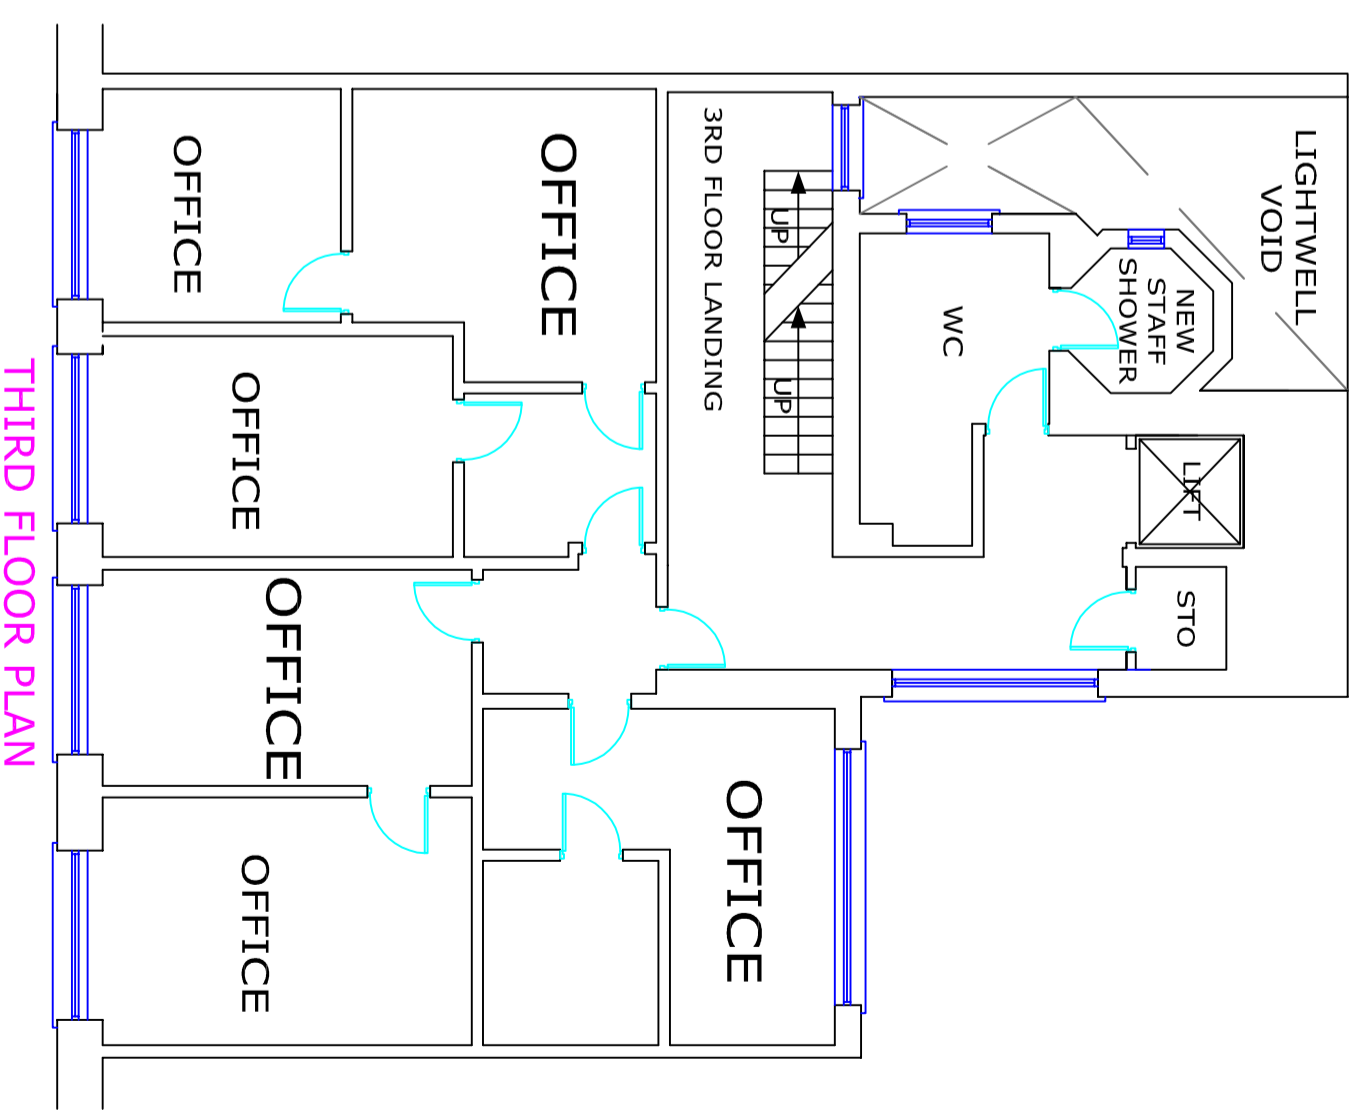 LIGHTWELL
VOID
NEW
STAFF
SHOWER
LIFT
STO
WC
UP
UP
3RD FLOOR LANDING
OFFICE
OFFICE
OFFICE
OFFICE
OFFICE
OFFICE
THIRD FLOOR PLAN